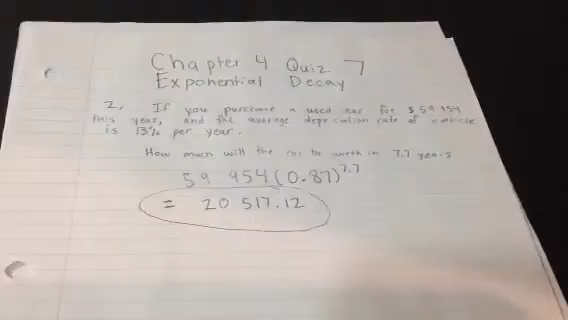 Chapter 4 Quiz 7
Exponential Decay
2. If you purchase a used car for $59 954
this year, and the average depreciation rate of a vehicle
is 13% per year.
How much will the car be worth in 7.7 years
59 954(0.87)^7.7
= 20 517.12